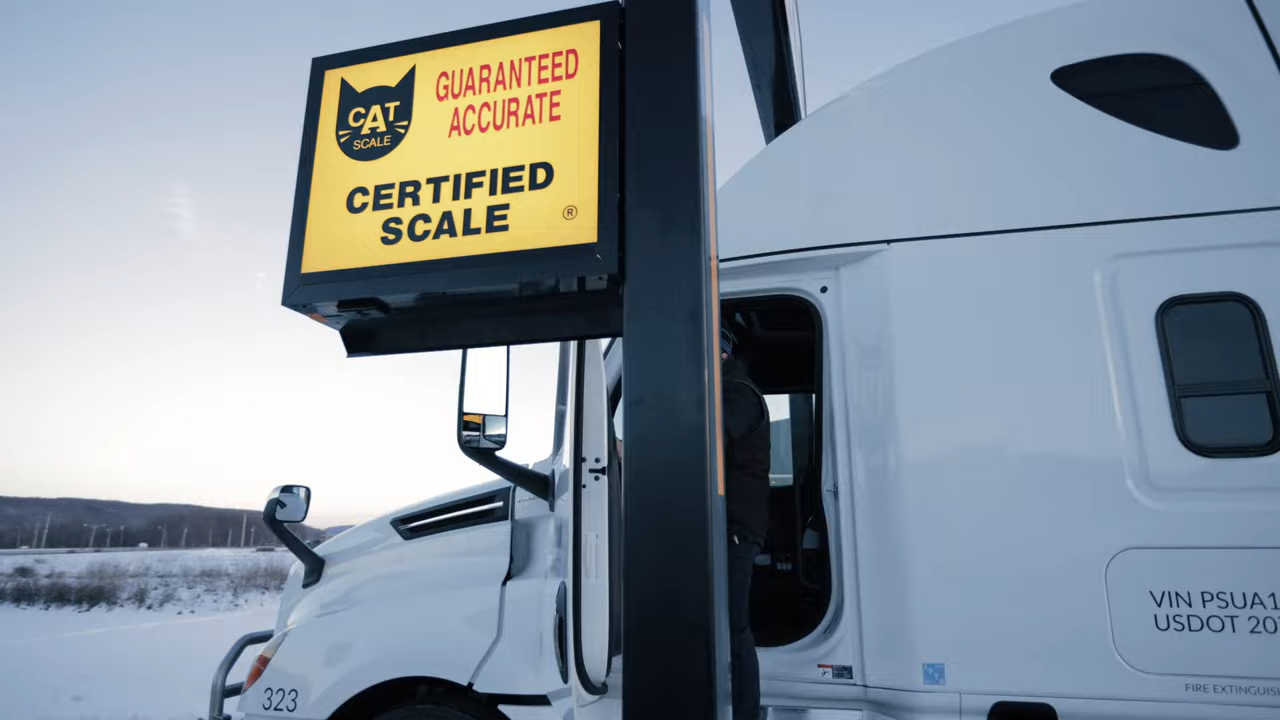 CAT
SCALE
GUARANTEED
ACCURATE
CERTIFIED
SCALE
®
323
VIN PSUA1
USDOT 20
FIRE EXTINGUIS